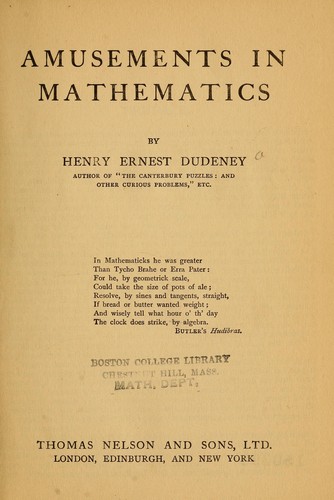 AMUSEMENTS IN
MATHEMATICS
BY
HENRY ERNEST DUDENEY
AUTHOR OF "THE CANTERBURY PUZZLES: AND
OTHER CURIOUS PROBLEMS," ETC.
In Mathematicks he was greater
Than Tycho Brahe or Erra Pater:
For he, by geometrick scale,
Could take the size of pots of ale;
Resolve, by sines and tangents, straight,
If bread or butter wanted weight;
And wisely tell what hour o' th' day
The clock does strike, by algebra.
BUTLER'S Hudibras.
BOSTON COLLEGE LIBRARY
CHESTNUT HILL, MASS.
MATH. DEPT.
THOMAS NELSON AND SONS, LTD.
LONDON, EDINBURGH, AND NEW YORK